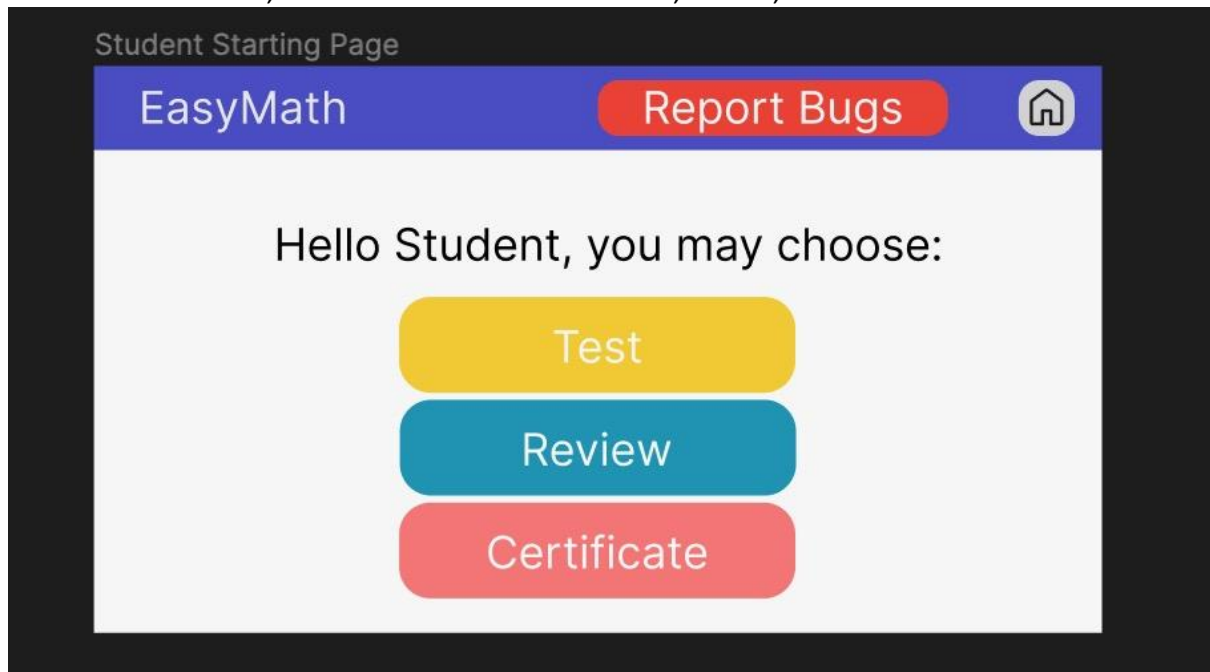 Student Starting Page
EasyMath Report Bugs
Hello Student, you may choose:
Test
Review
Certificate